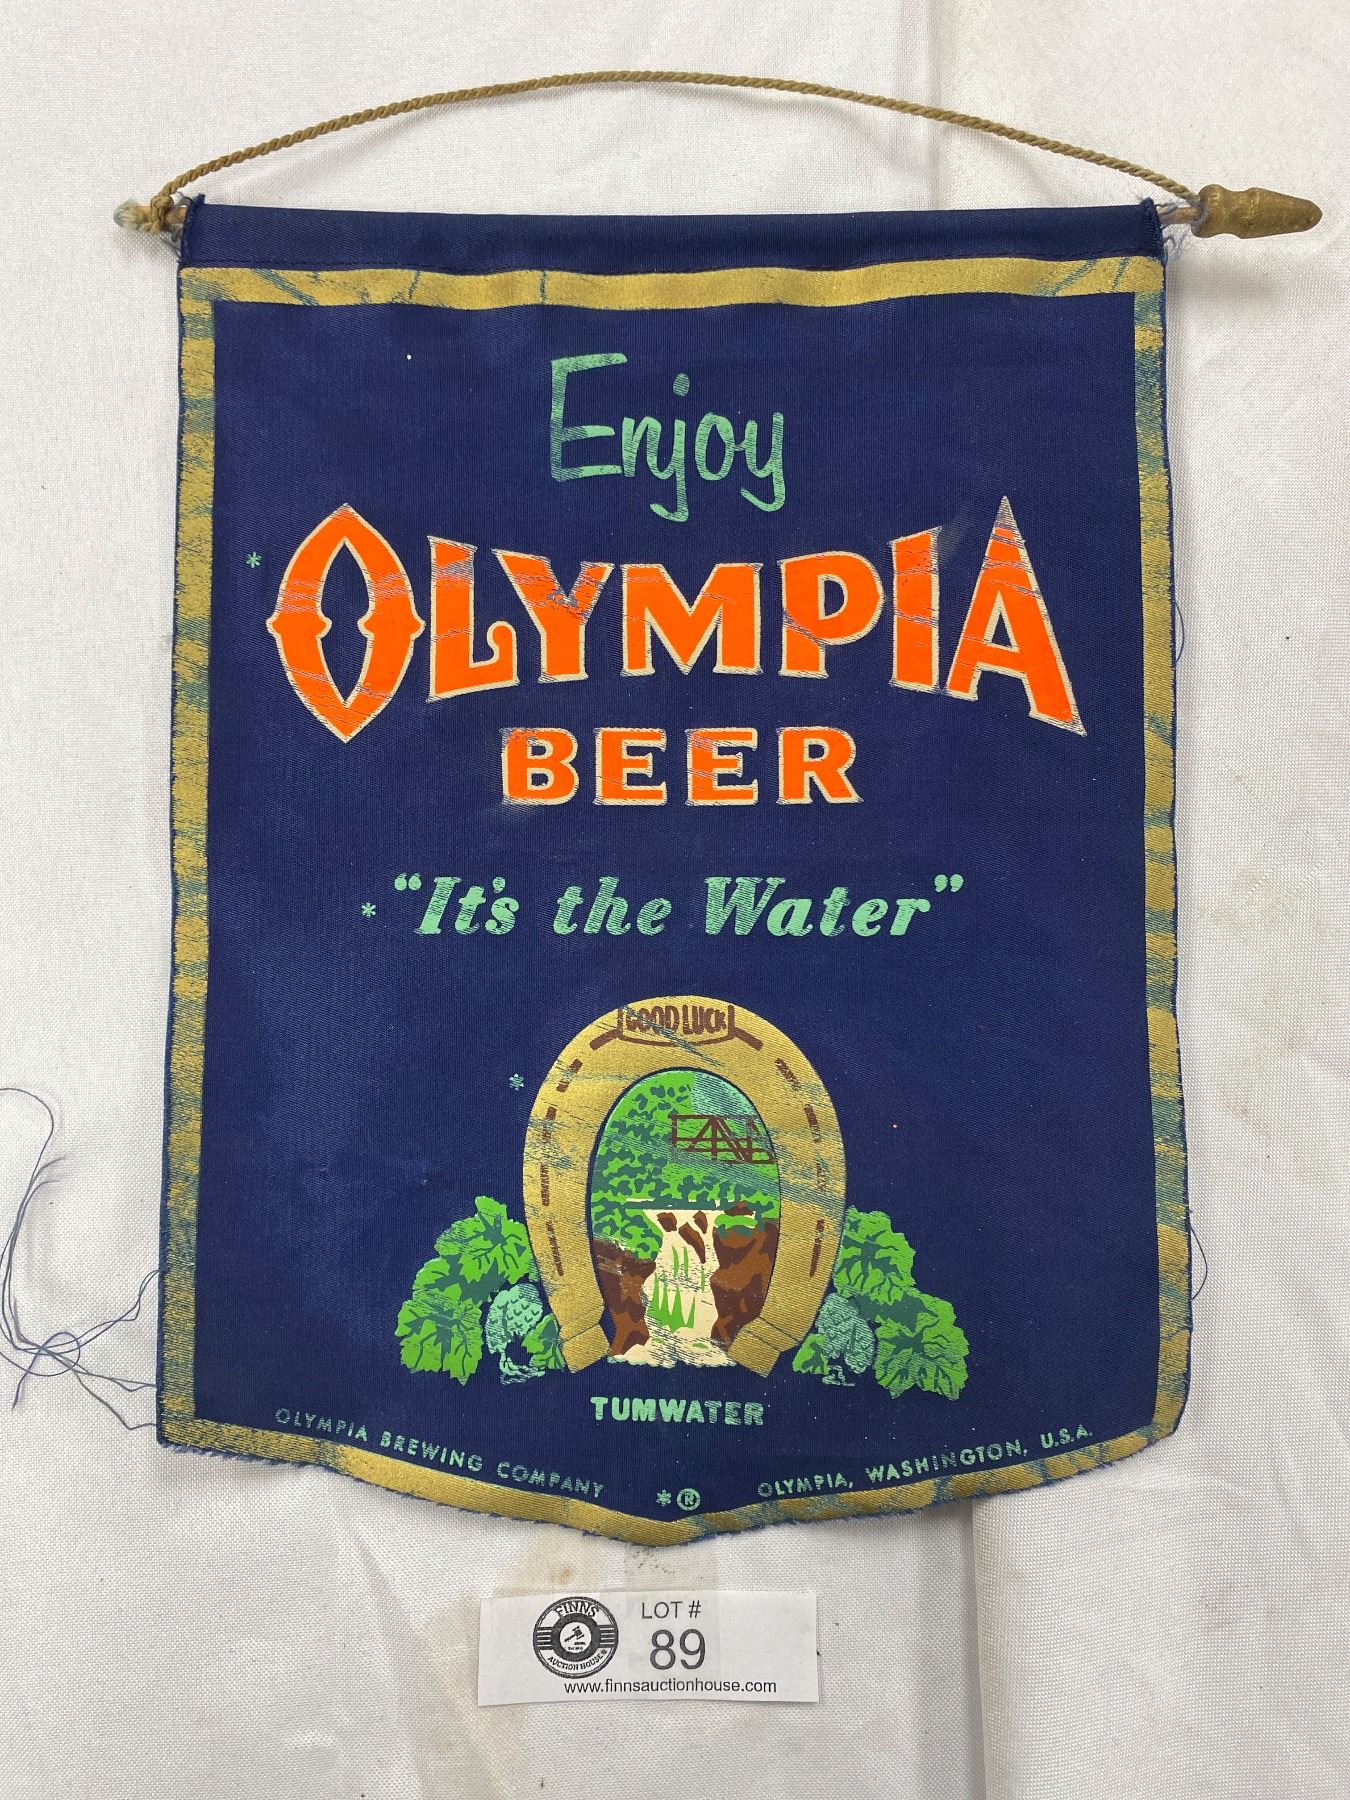 Enjoy
* OLYMPIA
BEER
* "It's the Water"
GOOD LUCK
*
TUMWATER
OLYMPIA BREWING COMPANY *® OLYMPIA, WASHINGTON, U.S.A.
FINNS
AUCTION HOUSE
LOT #
89
www.finnsauctionhouse.com